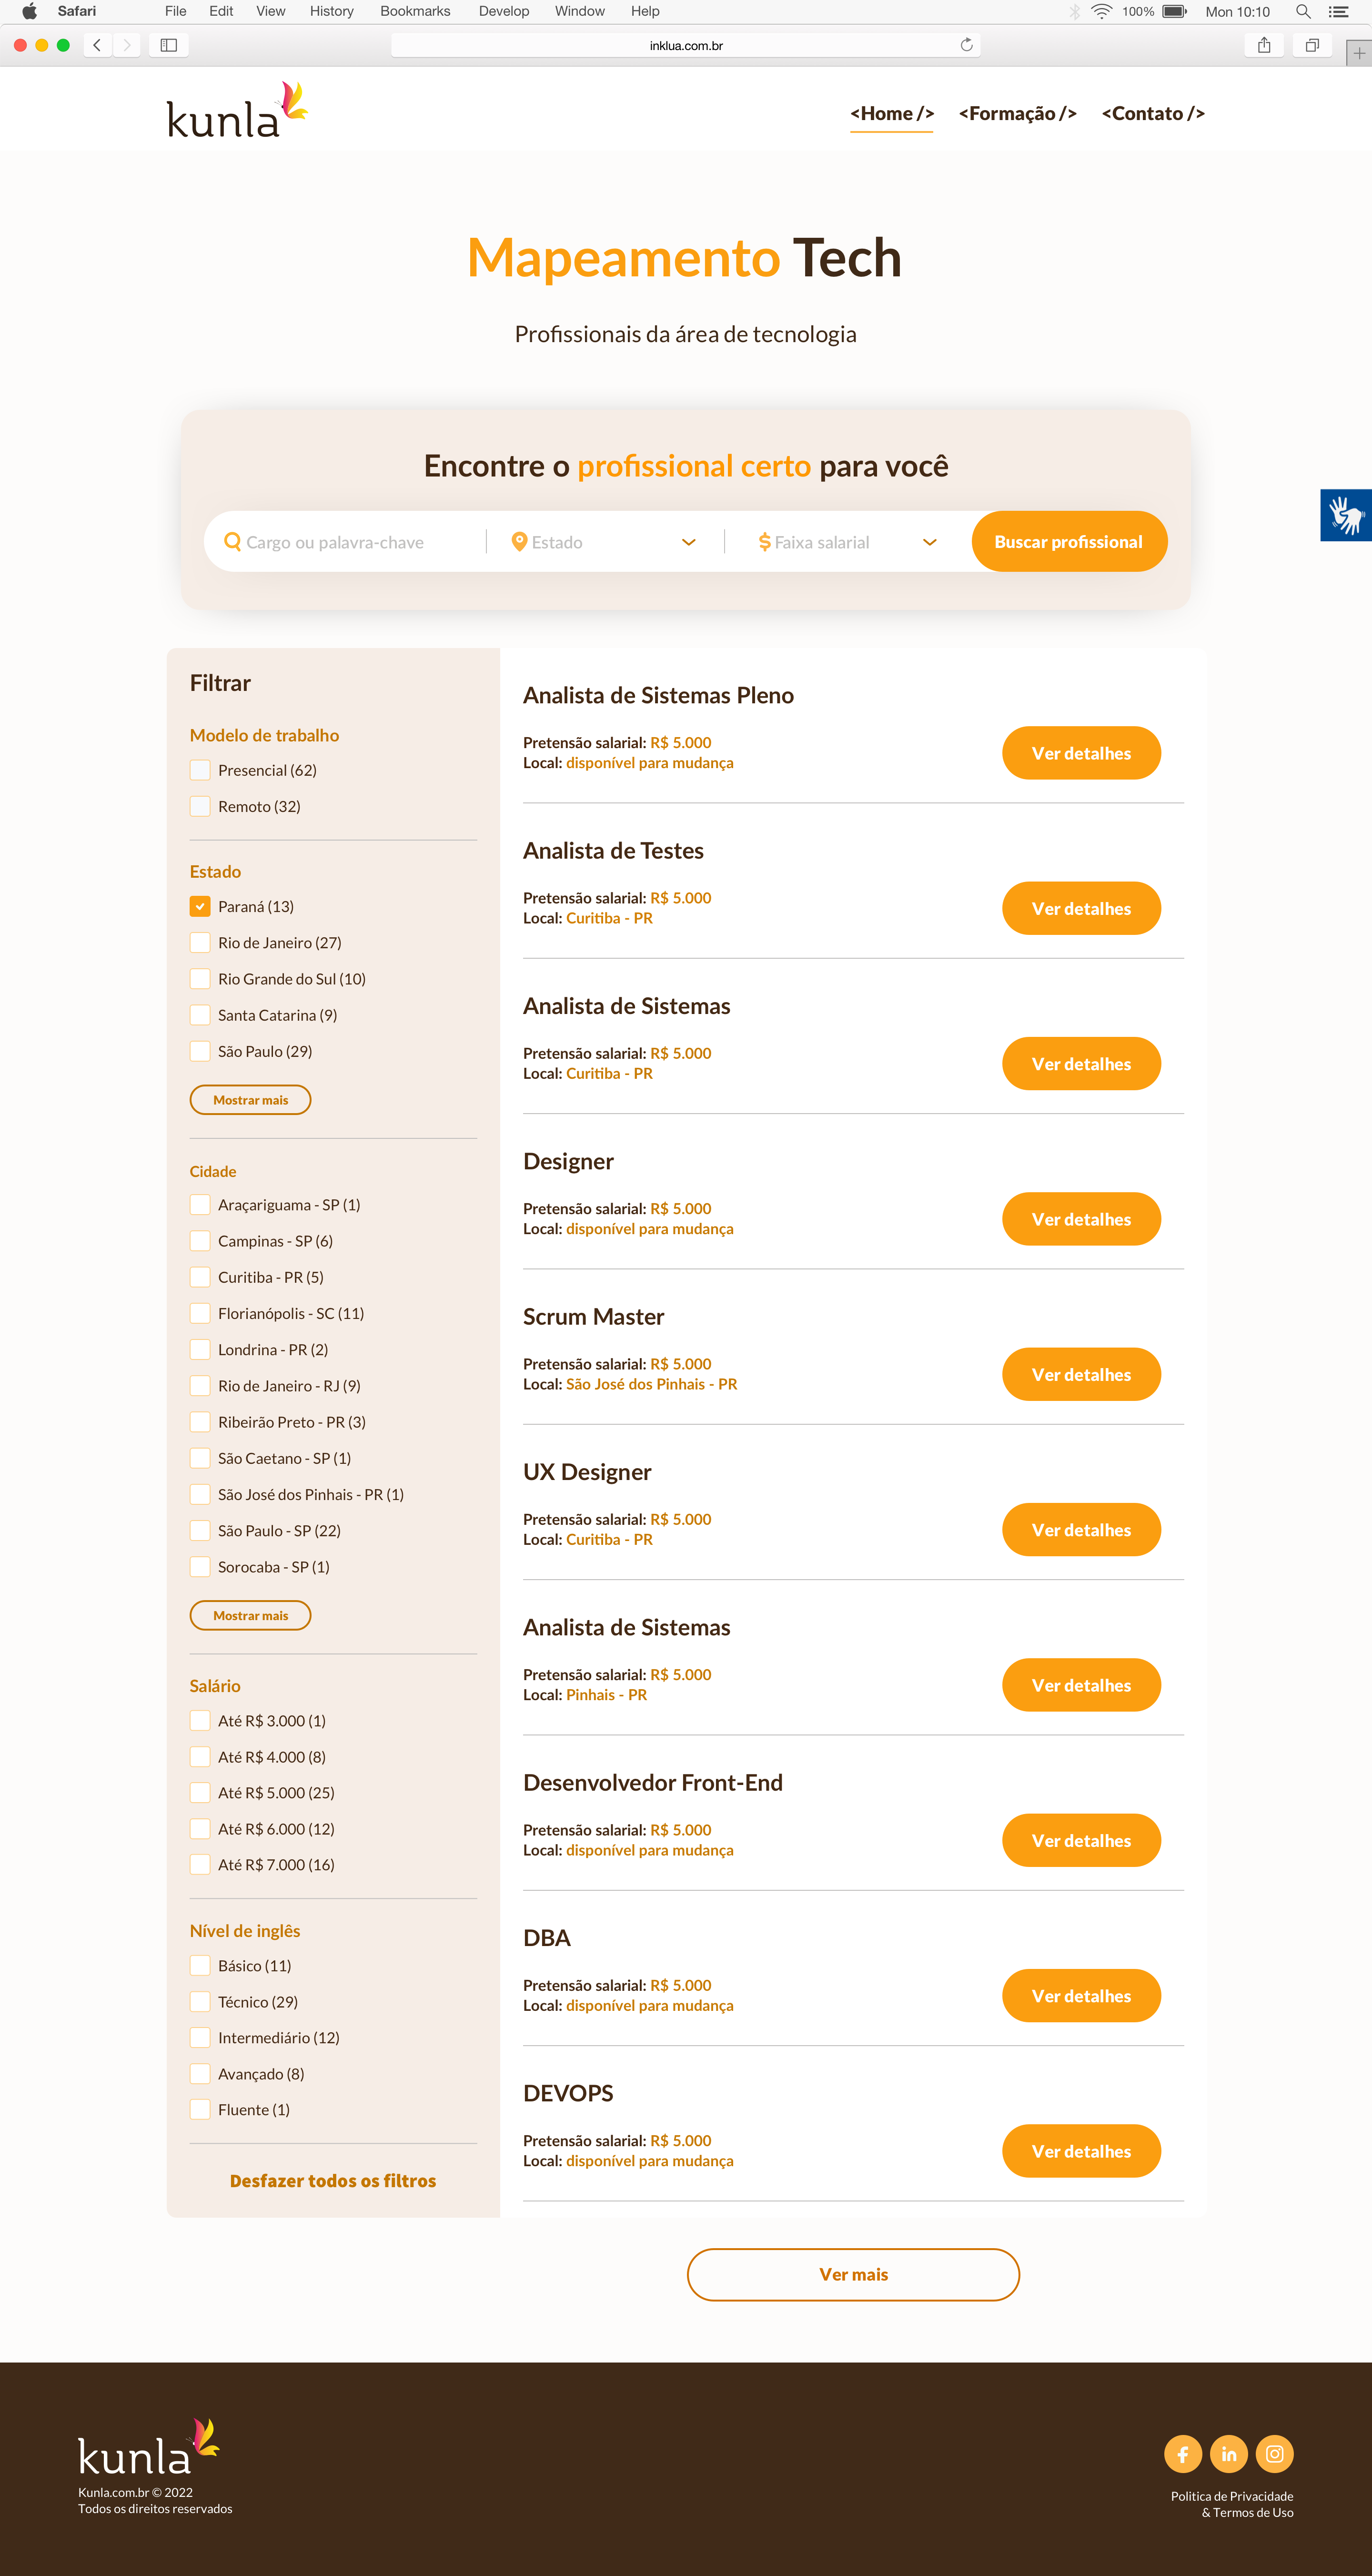 Safari File Edit View History Bookmarks Develop Window Help 100% Mon 10:10
inklua.com.br
kunla
<Home /> <Formação /> <Contato />
Mapeamento Tech
Profissionais da área de tecnologia
Encontre o profissional certo para você
Cargo ou palavra-chave Estado Faixa salarial Buscar profissional
Filtrar
Modelo de trabalho
Presencial (62)
Remoto (32)
Estado
Paraná (13)
Rio de Janeiro (27)
Rio Grande do Sul (10)
Santa Catarina (9)
São Paulo (29)
Mostrar mais
Cidade
Araçariguama - SP (1)
Campinas - SP (6)
Curitiba - PR (5)
Florianópolis - SC (11)
Londrina - PR (2)
Rio de Janeiro - RJ (9)
Ribeirão Preto - PR (3)
São Caetano - SP (1)
São José dos Pinhais - PR (1)
São Paulo - SP (22)
Sorocaba - SP (1)
Mostrar mais
Salário
Até R$ 3.000 (1)
Até R$ 4.000 (8)
Até R$ 5.000 (25)
Até R$ 6.000 (12)
Até R$ 7.000 (16)
Nível de inglês
Básico (11)
Técnico (29)
Intermediário (12)
Avançado (8)
Fluente (1)
Desfazer todos os filtros
Analista de Sistemas Pleno
Pretensão salarial: R$ 5.000
Local: disponível para mudança
Ver detalhes
Analista de Testes
Pretensão salarial: R$ 5.000
Local: Curitiba - PR
Ver detalhes
Analista de Sistemas
Pretensão salarial: R$ 5.000
Local: Curitiba - PR
Ver detalhes
Designer
Pretensão salarial: R$ 5.000
Local: disponível para mudança
Ver detalhes
Scrum Master
Pretensão salarial: R$ 5.000
Local: São José dos Pinhais - PR
Ver detalhes
UX Designer
Pretensão salarial: R$ 5.000
Local: Curitiba - PR
Ver detalhes
Analista de Sistemas
Pretensão salarial: R$ 5.000
Local: Pinhais - PR
Ver detalhes
Desenvolvedor Front-End
Pretensão salarial: R$ 5.000
Local: disponível para mudança
Ver detalhes
DBA
Pretensão salarial: R$ 5.000
Local: disponível para mudança
Ver detalhes
DEVOPS
Pretensão salarial: R$ 5.000
Local: disponível para mudança
Ver detalhes
Ver mais
kunla
Kunla.com.br © 2022
Todos os direitos reservados
Politica de Privacidade
& Termos de Uso